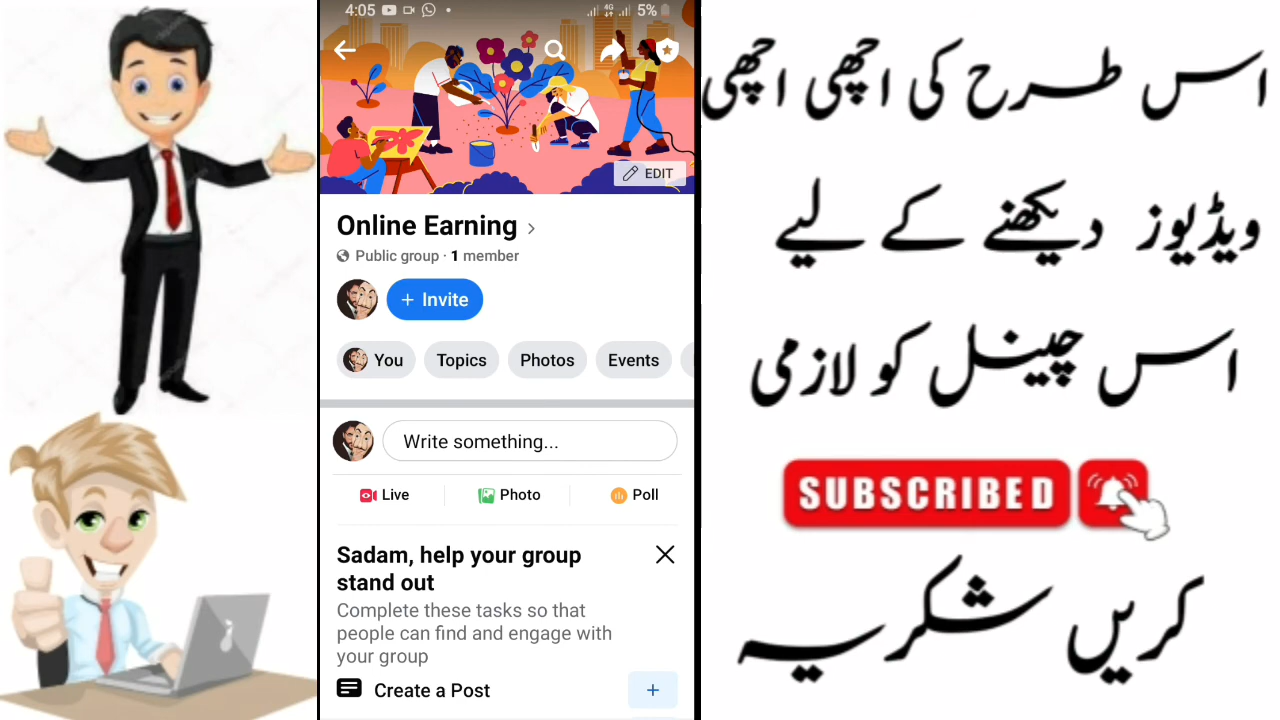 4:05
4G
5%
EDIT
Online Earning
Public group · 1 member
+ Invite
You
Topics
Photos
Events
Write something...
Live
Photo
Poll
Sadam, help your group
stand out
Complete these tasks so that
people can find and engage with
your group
Create a Post
اس طرح کی اچھی اچھی
ویڈیوز دیکھنے کے لیے
اس چینل کو لازمی
SUBSCRIBED
کریں شکریہ